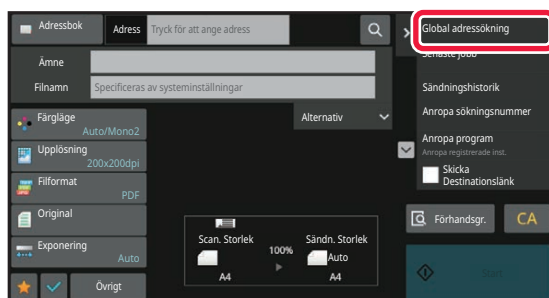 Adressbok
Adress
Tryck för att ange adress
Ämne
Filnamn
Specificeras av systeminställningar
Färgläge
Auto/Mono2
Upplösning
200x200dpi
Filformat
PDF
Original
Exponering
Auto
Övrigt
Alternativ
Scan. Storlek
A4
100%
Sändn. Storlek
Auto
A4
Global adressökning
Senaste jobb
Sändningshistorik
Anropa sökningsnummer
Anropa program
Anropa registrerade inst.
Skicka
Destinationslänk
Förhandsgr.
CA
Start